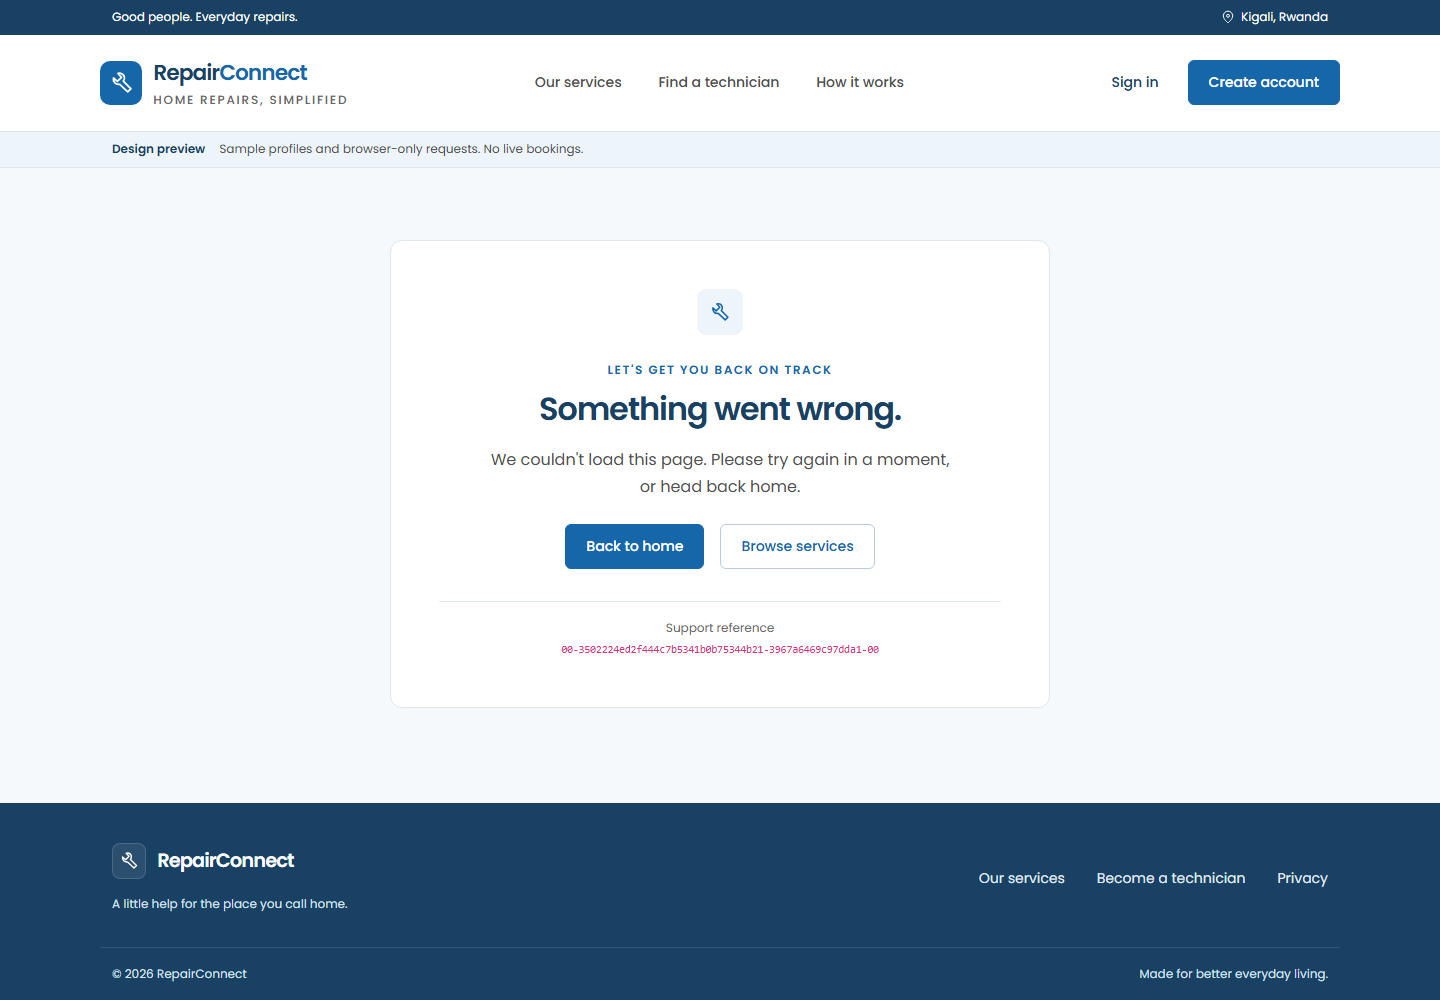 Good people. Everyday repairs.
Kigali, Rwanda
RepairConnect
HOME REPAIRS, SIMPLIFIED
Our services
Find a technician
How it works
Sign in
Create account
Design preview
Sample profiles and browser-only requests. No live bookings.
LET'S GET YOU BACK ON TRACK
Something went wrong.
We couldn't load this page. Please try again in a moment,
or head back home.
Back to home
Browse services
Support reference
00-3502224ed2f444c7b5341b0b75344b21-3967a6469c97dda1-00
RepairConnect
A little help for the place you call home.
Our services
Become a technician
Privacy
© 2026 RepairConnect
Made for better everyday living.